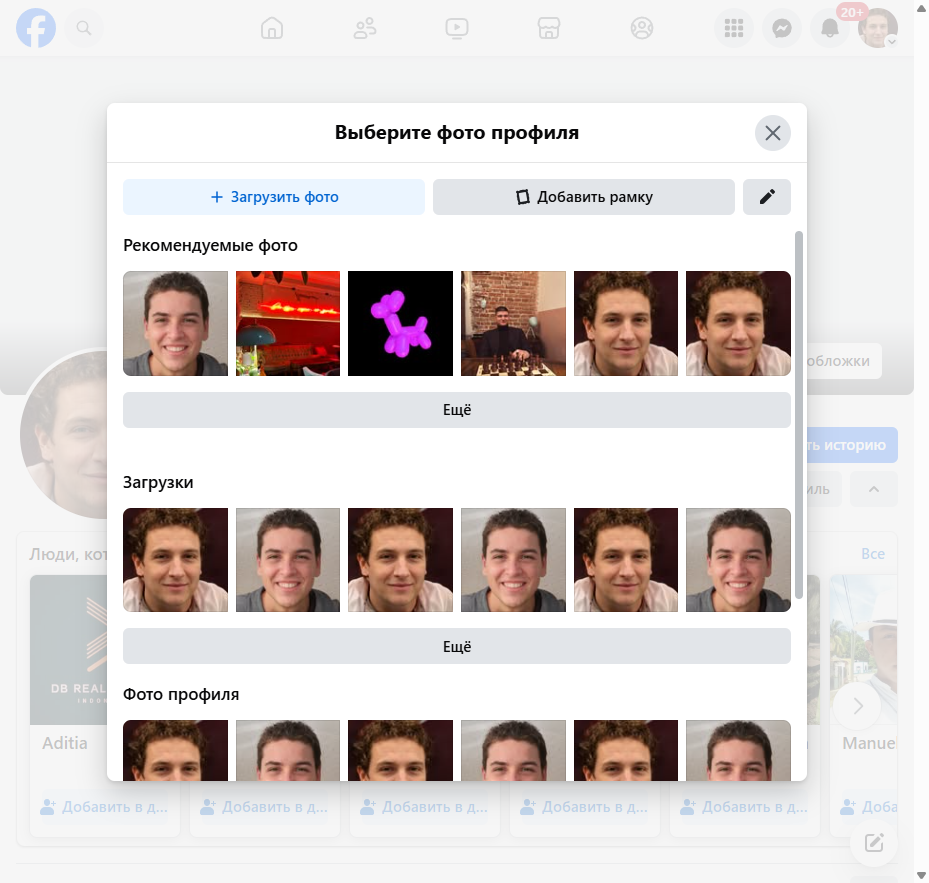 20+
Выберите фото профиля
Загрузить фото
Добавить рамку
Рекомендуемые фото
обложки
Ещё
ть историю
Загрузки
иль
Люди, кот
Все
Ещё
DB REAL
Фото профиля
Aditia
Manuel
Добавить в д...
Добавить в д...
Добавить в д...
Добавить в д...
Добавить в д...
Доба